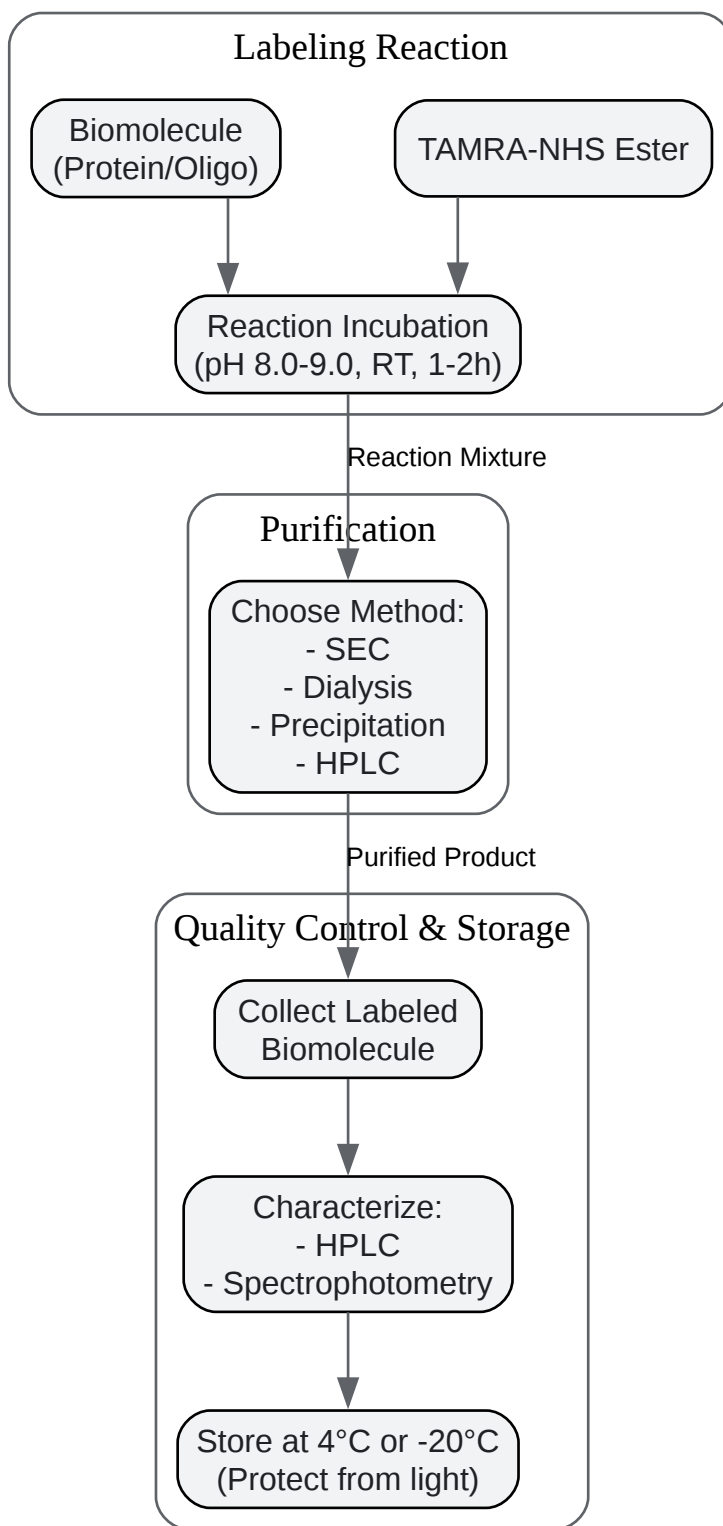 Labeling Reaction
Biomolecule
(Protein/Oligo)
TAMRA-NHS Ester
Reaction Incubation
(pH 8.0-9.0, RT, 1-2h)
Reaction Mixture
Purification
Choose Method:
- SEC
- Dialysis
- Precipitation
- HPLC
Purified Product
Quality Control & Storage
Collect Labeled
Biomolecule
Characterize:
- HPLC
- Spectrophotometry
Store at 4°C or -20°C
(Protect from light)